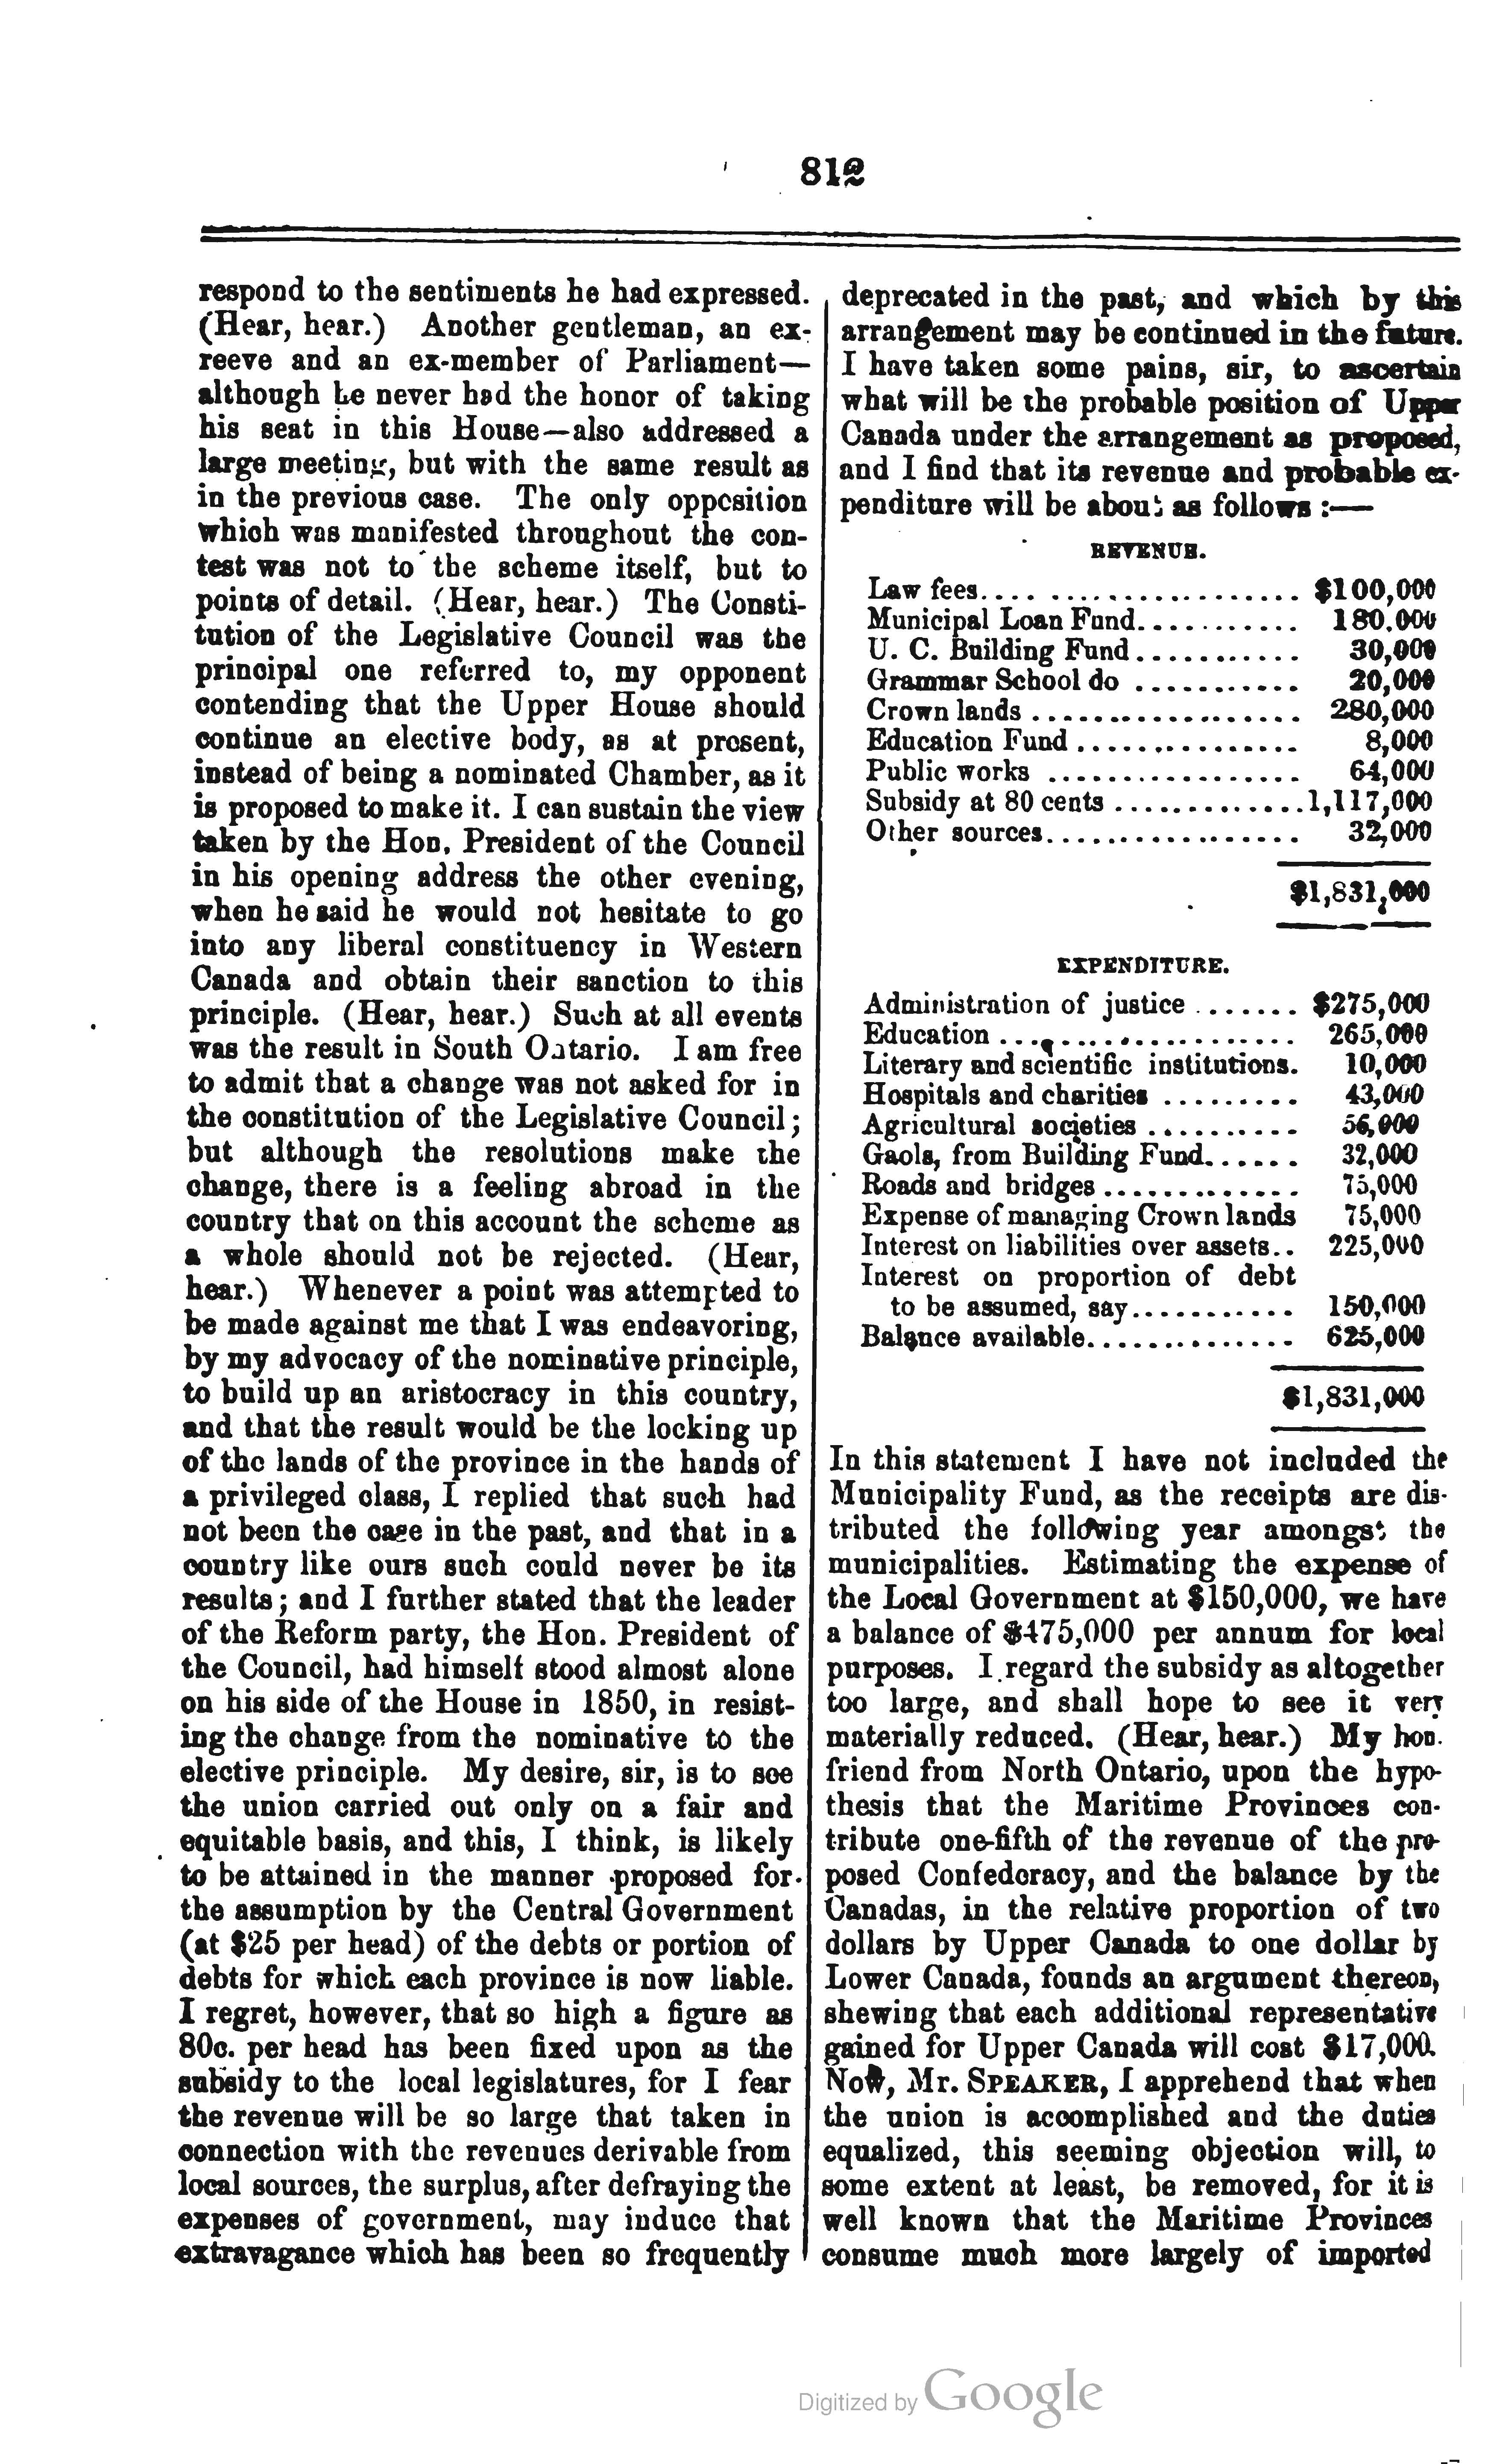 812
respond to the sentiments he had expressed.
(Hear, hear.) Another gentleman, an ex-
reeve and an ex-member of Parliament—
although he never had the honor of taking
his seat in this House—also addressed a
large meeting, but with the same result as
in the previous case. The only opposition
which was manifested throughout the con-
test was not to the scheme itself, but to
points of detail. (Hear, hear.) The Consti-
tution of the Legislative Council was the
principal one referred to, my opponent
contending that the Upper House should
continue an elective body, as at present,
instead of being a nominated Chamber, as it
is proposed to make it. I can sustain the view
taken by the Hon. President of the Council
in his opening address the other evening,
when he said he would not hesitate to go
into any liberal constituency in Western
Canada and obtain their sanction to this
principle. (Hear, hear.) Such at all events
was the result in South Ontario. I am free
to admit that a change was not asked for in
the constitution of the Legislative Council;
but although the resolutions make the
change, there is a feeling abroad in the
country that on this account the scheme as
a whole should not be rejected. (Hear,
hear.) Whenever a point was attempted to
be made against me that I was endeavoring,
by my advocacy of the nominative principle,
to build up an aristocracy in this country,
and that the result would be the locking up
of the lands of the province in the hands of
a privileged class, I replied that such had
not been the case in the past, and that in a
country like ours such could never be its
results; and I further stated that the leader
of the Reform party, the Hon. President of
the Council, had himself stood almost alone
on his side of the House in 1850, in resist-
ing the change from the nominative to the
elective principle. My desire, sir, is to see
the union carried out only on a fair and
equitable basis, and this, I think, is likely
to be attained in the manner proposed for
the assumption by the Central Government
(at $25 per head) of the debts or portion of
debts for which each province is now liable.
I regret, however, that so high a figure as
80c. per head has been fixed upon as the
subsidy to the local legislatures, for I fear
the revenue will be so large that taken in
connection with the revenues derivable from
local sources, the surplus, after defraying the
expenses of government, may induce that
extravagance which has been so frequently
deprecated in the past, and which by this
arrangement may be continued in the future.
I have taken some pains, sir, to ascertain
what will be the probable position of Upper
Canada under the arrangement as proposed,
and I find that its revenue and probable ex-
penditure will be about as follows :—
REVENUE.
Law fees.................... $100,000
Municipal Loan Fund........... 180,000
U. C. Building Fund........... 30,000
Grammar School do ........... 20,000
Crown lands .................. 280,000
Education Fund ............... 8,000
Public works ................. 64,000
Subsidy at 80 cents .............1,117,000
Other sources................. 32,000
$1,831,000
EXPENDITURE.
Administration of justice ....... $275,000
Education .................... 265,000
Literary and scientific institutions. 10,000
Hospitals and charities ......... 43,000
Agricultural societies .......... 56,000
Gaols, from Building Fund...... 32,000
Roads and bridges ............. 75,000
Expense of managing Crown lands 75,000
Interest on liabilities over assets.. 225,000
Interest on proportion of debt
to be assumed, say........... 150,000
Balance available.............. 625,000
$1,831,000
In this statement I have not included the
Municipality Fund, as the receipts are dis-
tributed the following year amongst the
municipalities. Estimating the expense of
the Local Government at $150,000, we have
a balance of $475,000 per annum for local
purposes. I regard the subsidy as altogether
too large, and shall hope to see it very
materially reduced. (Hear, hear.) My hon.
friend from North Ontario, upon the hypo-
thesis that the Maritime Provinces con-
tribute one-fifth of the revenue of the pro-
posed Confederacy, and the balance by the
Canadas, in the relative proportion of two
dollars by Upper Canada to one dollar by
Lower Canada, founds an argument thereon,
shewing that each additional representative
gained for Upper Canada will cost $17,000.
Now, Mr. SPEAKER, I apprehend that when
the union is accomplished and the duties
equalized, this seeming objection will, to
some extent at least, be removed, for it is
well known that the Maritime Provinces
consume much more largely of imported
Digitized by Google